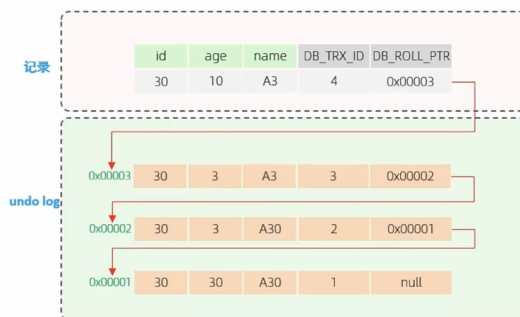 id age name DB_TRX_ID DB_ROLL_PTR
记录
30 10 A3 4 0x00003
0x00003 30 3 A3 3 0x00002
undo log
0x00002 30 3 A30 2 0x00001
0x00001 30 30 A30 1 null